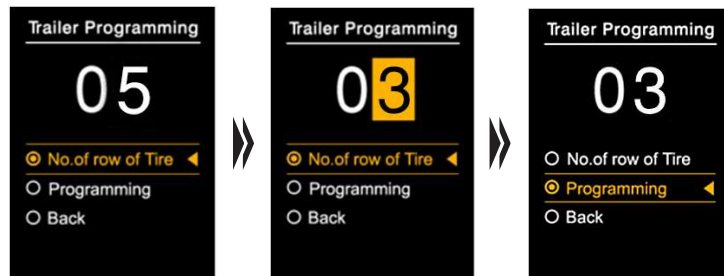 Trailer Programming
05
No.of row of Tire
Programming
Back
Trailer Programming
03
No.of row of Tire
Programming
Back
Trailer Programming
03
No.of row of Tire
Programming
Back